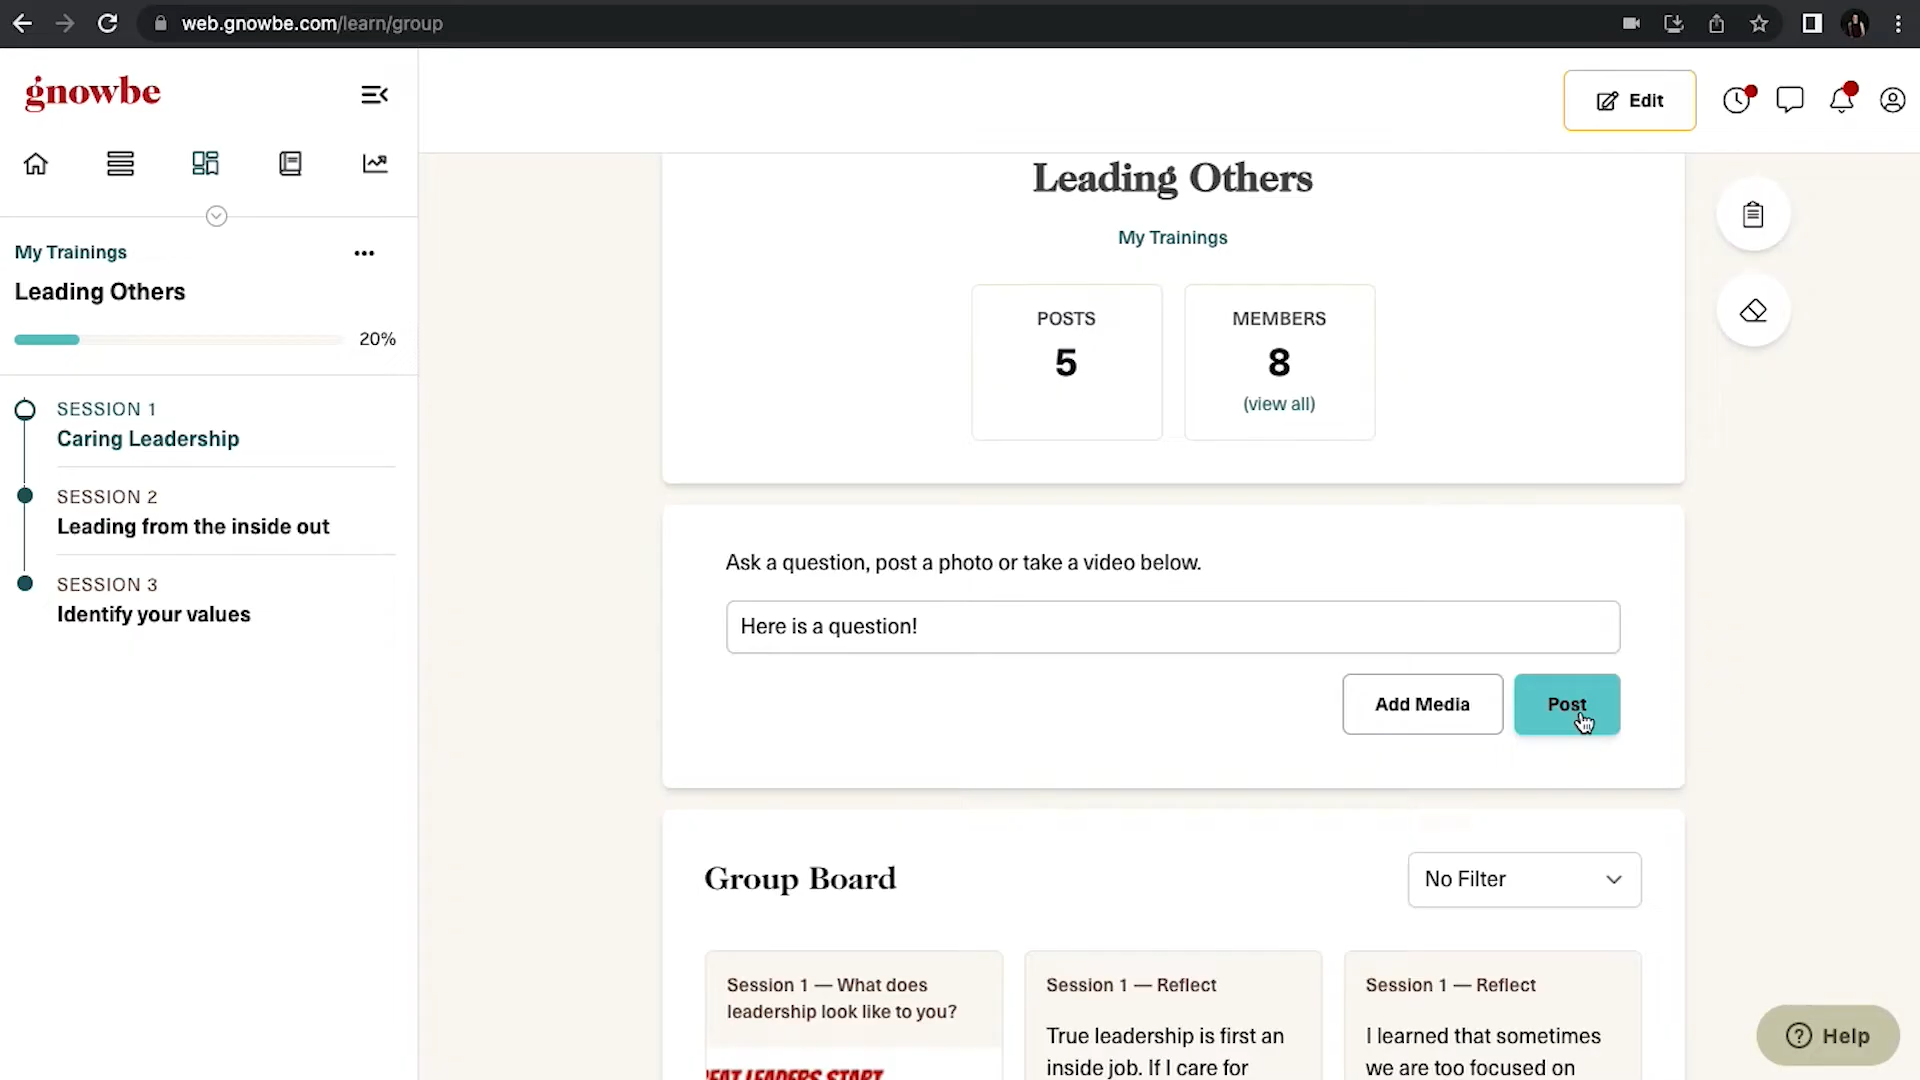 web.gnowbe.com/learn/group
gnowbe
Edit
My Trainings
Leading Others
20%
SESSION 1
Caring Leadership
SESSION 2
Leading from the inside out
SESSION 3
Identify your values
Leading Others
My Trainings
POSTS
5
MEMBERS
8
(view all)
Ask a question, post a photo or take a video below.
Here is a question!
Add Media
Post
Group Board
No Filter
Session 1 — What does
leadership look like to you?
Session 1 — Reflect
True leadership is first an
inside job. If I care for
Session 1 — Reflect
I learned that sometimes
we are too focused on
LEADERS START
Help